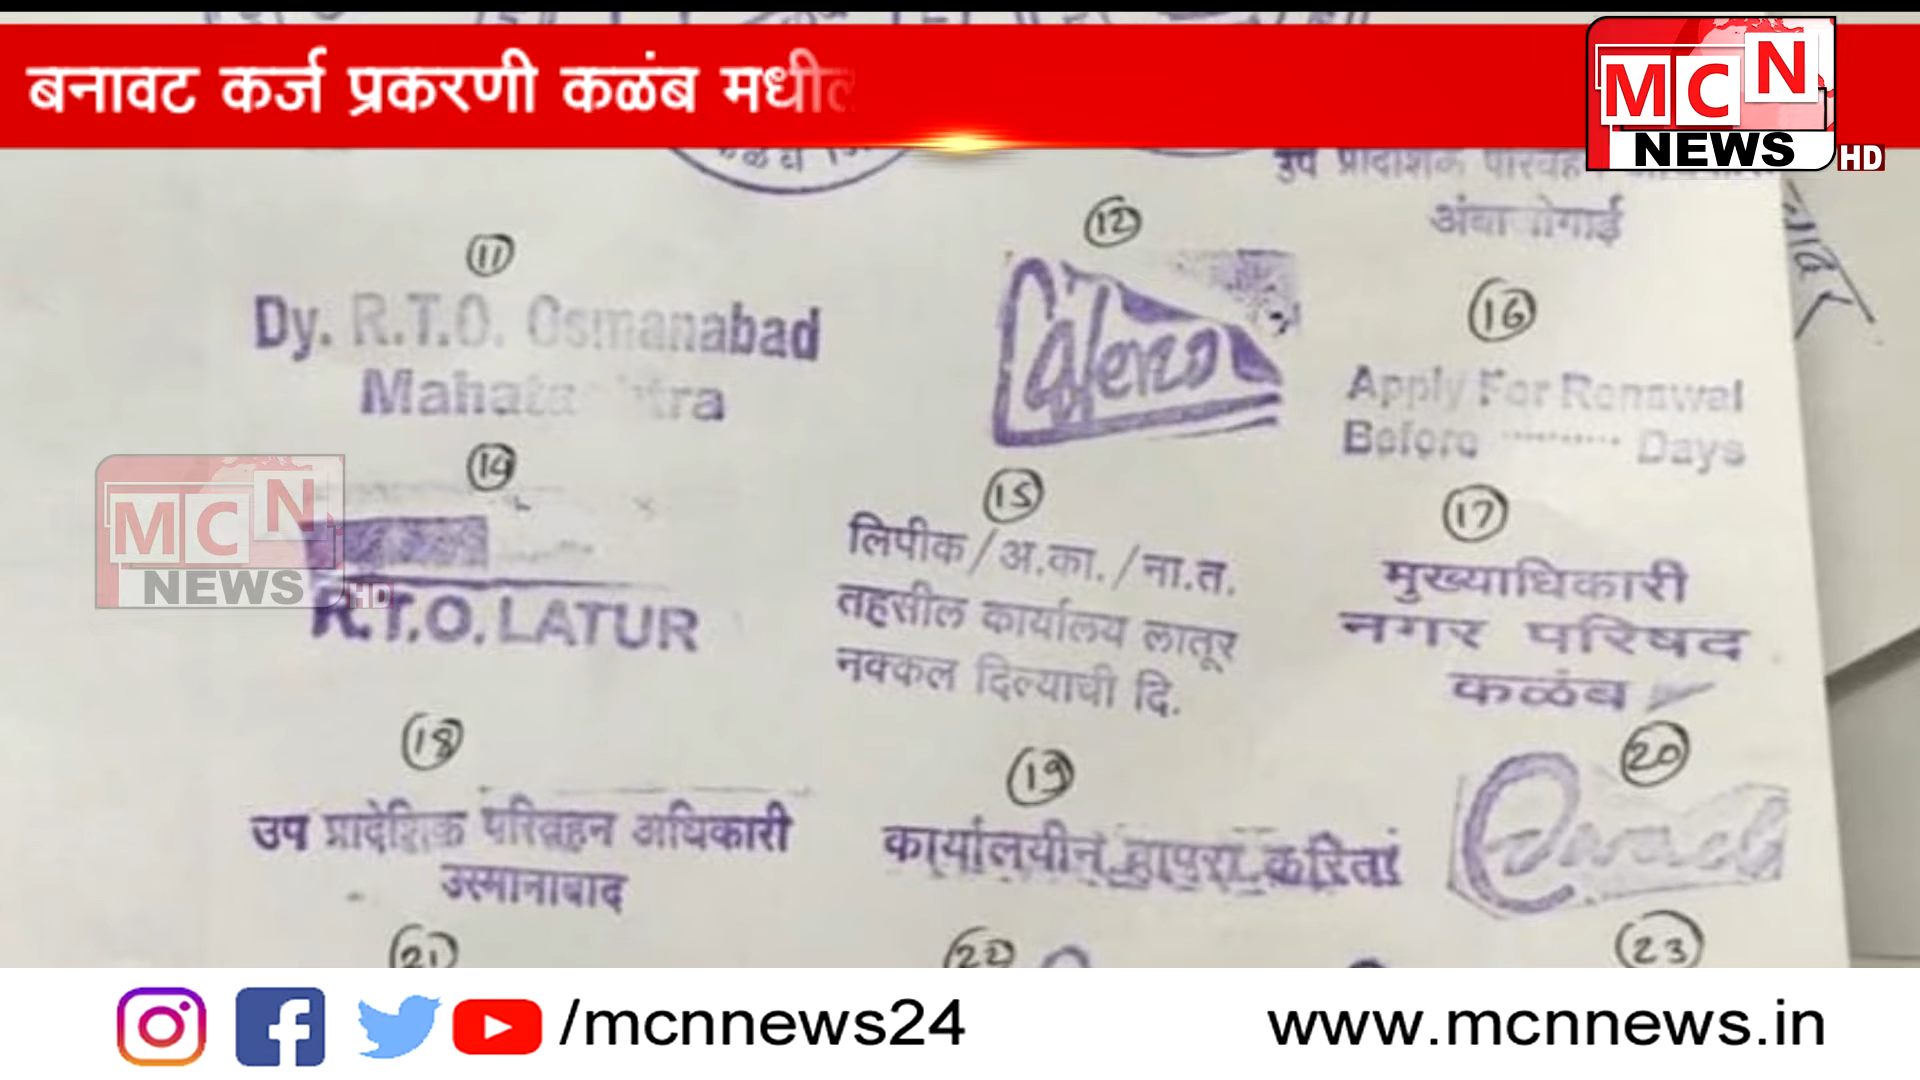 बनावट कर्ज प्रकरणी कळंब मधील
MCN
NEWS
HD
अंबाजोगाई
11
Dy. R.T.O. Osmanabad
12
16
Apply For Renawal
Before ........... Days
14
R.T.O. LATUR
MCN
NEWS
HD
15
लिपीक/अ.का./ना.त.
तहसील कार्यालय लातूर
नक्कल दिल्याची दि.
17
मुख्याधिकारी
नगर परिषद
कळंब
18
उप प्रादेशिक परिवहन अधिकारी
उस्मानाबाद
19
कार्यालयीन वापरा करितां
20
21
22
23
/mcnnews24
www.mcnnews.in